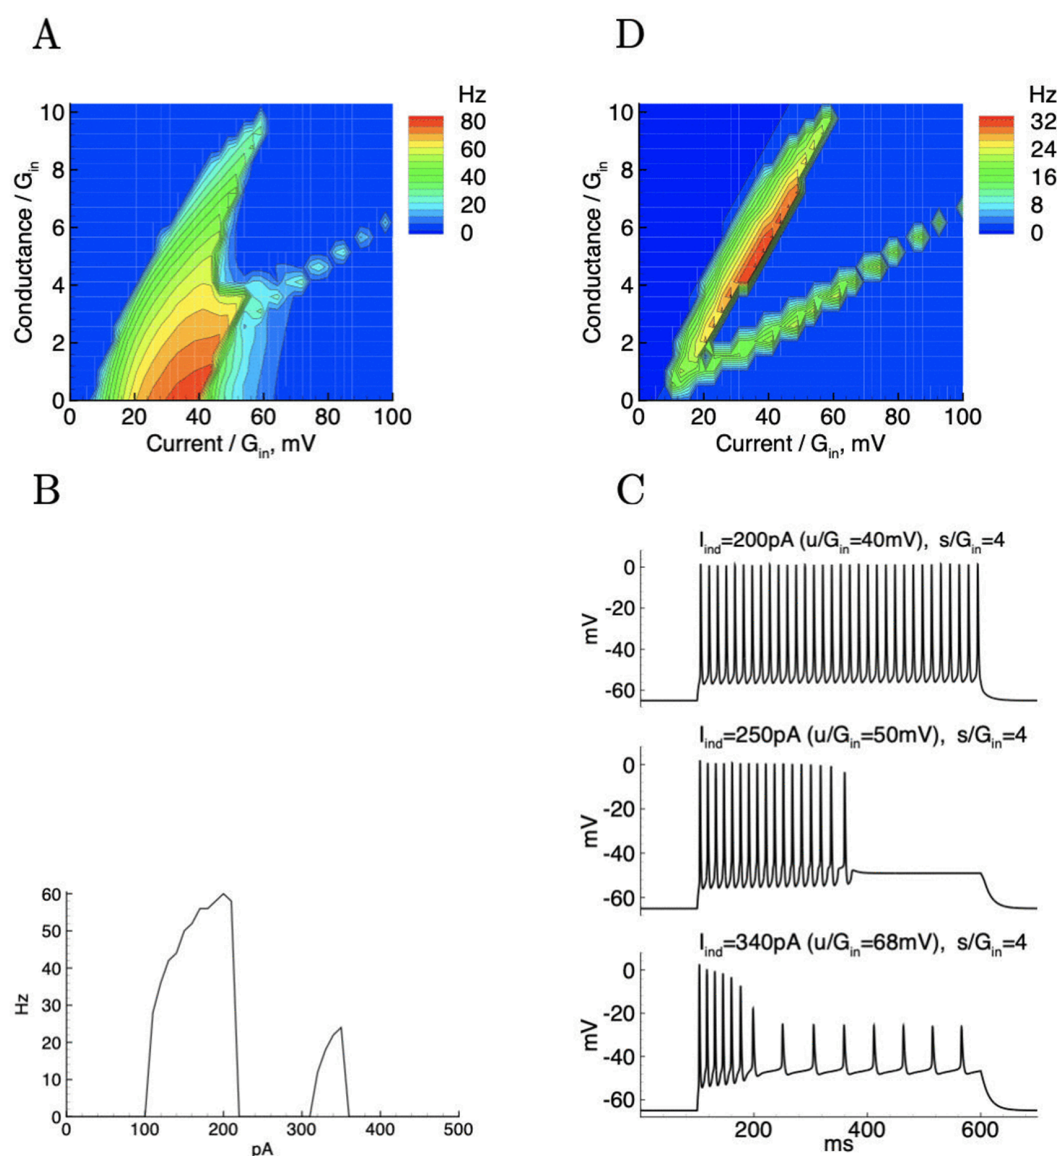 A
Hz
80
60
40
20
0
10
8
6
4
2
0
Conductance / Gin
0 20 40 60 80 100
Current / Gin, mV
D
Hz
32
24
16
8
0
10
8
6
4
2
0
Conductance / Gin
0 20 40 60 80 100
Current / Gin, mV
B
60
50
40
30
20
10
0
Hz
0 100 200 300 400 500
pA
C
Iind=200pA (u/Gin=40mV), s/Gin=4
0
-20
-40
-60
mV
Iind=250pA (u/Gin=50mV), s/Gin=4
0
-20
-40
-60
mV
Iind=340pA (u/Gin=68mV), s/Gin=4
0
-20
-40
-60
mV
200 400 600
ms